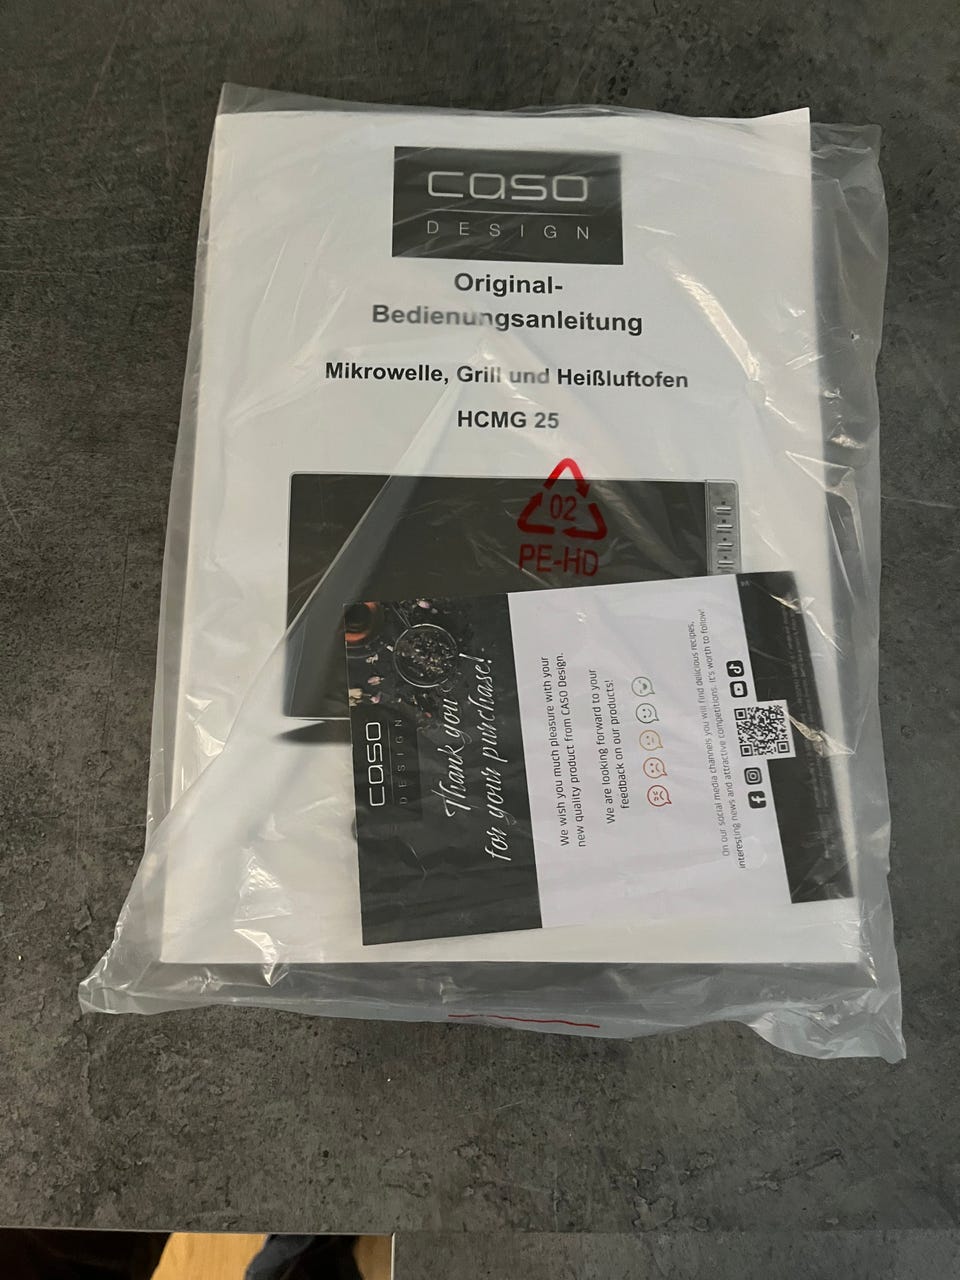 caso
DESIGN
Original-
Bedienungsanleitung
Mikrowelle, Grill und Heißluftofen
HCMG 25
02
PE-HD
caso
DESIGN
Thank you
for your purchase!
We wish you much pleasure with your
new quality product from CASO Design.
We are looking forward to your
feedback on our products!
On our social media channels you will find delicious recipes,
interesting news and attractive competitions. It's worth to follow!